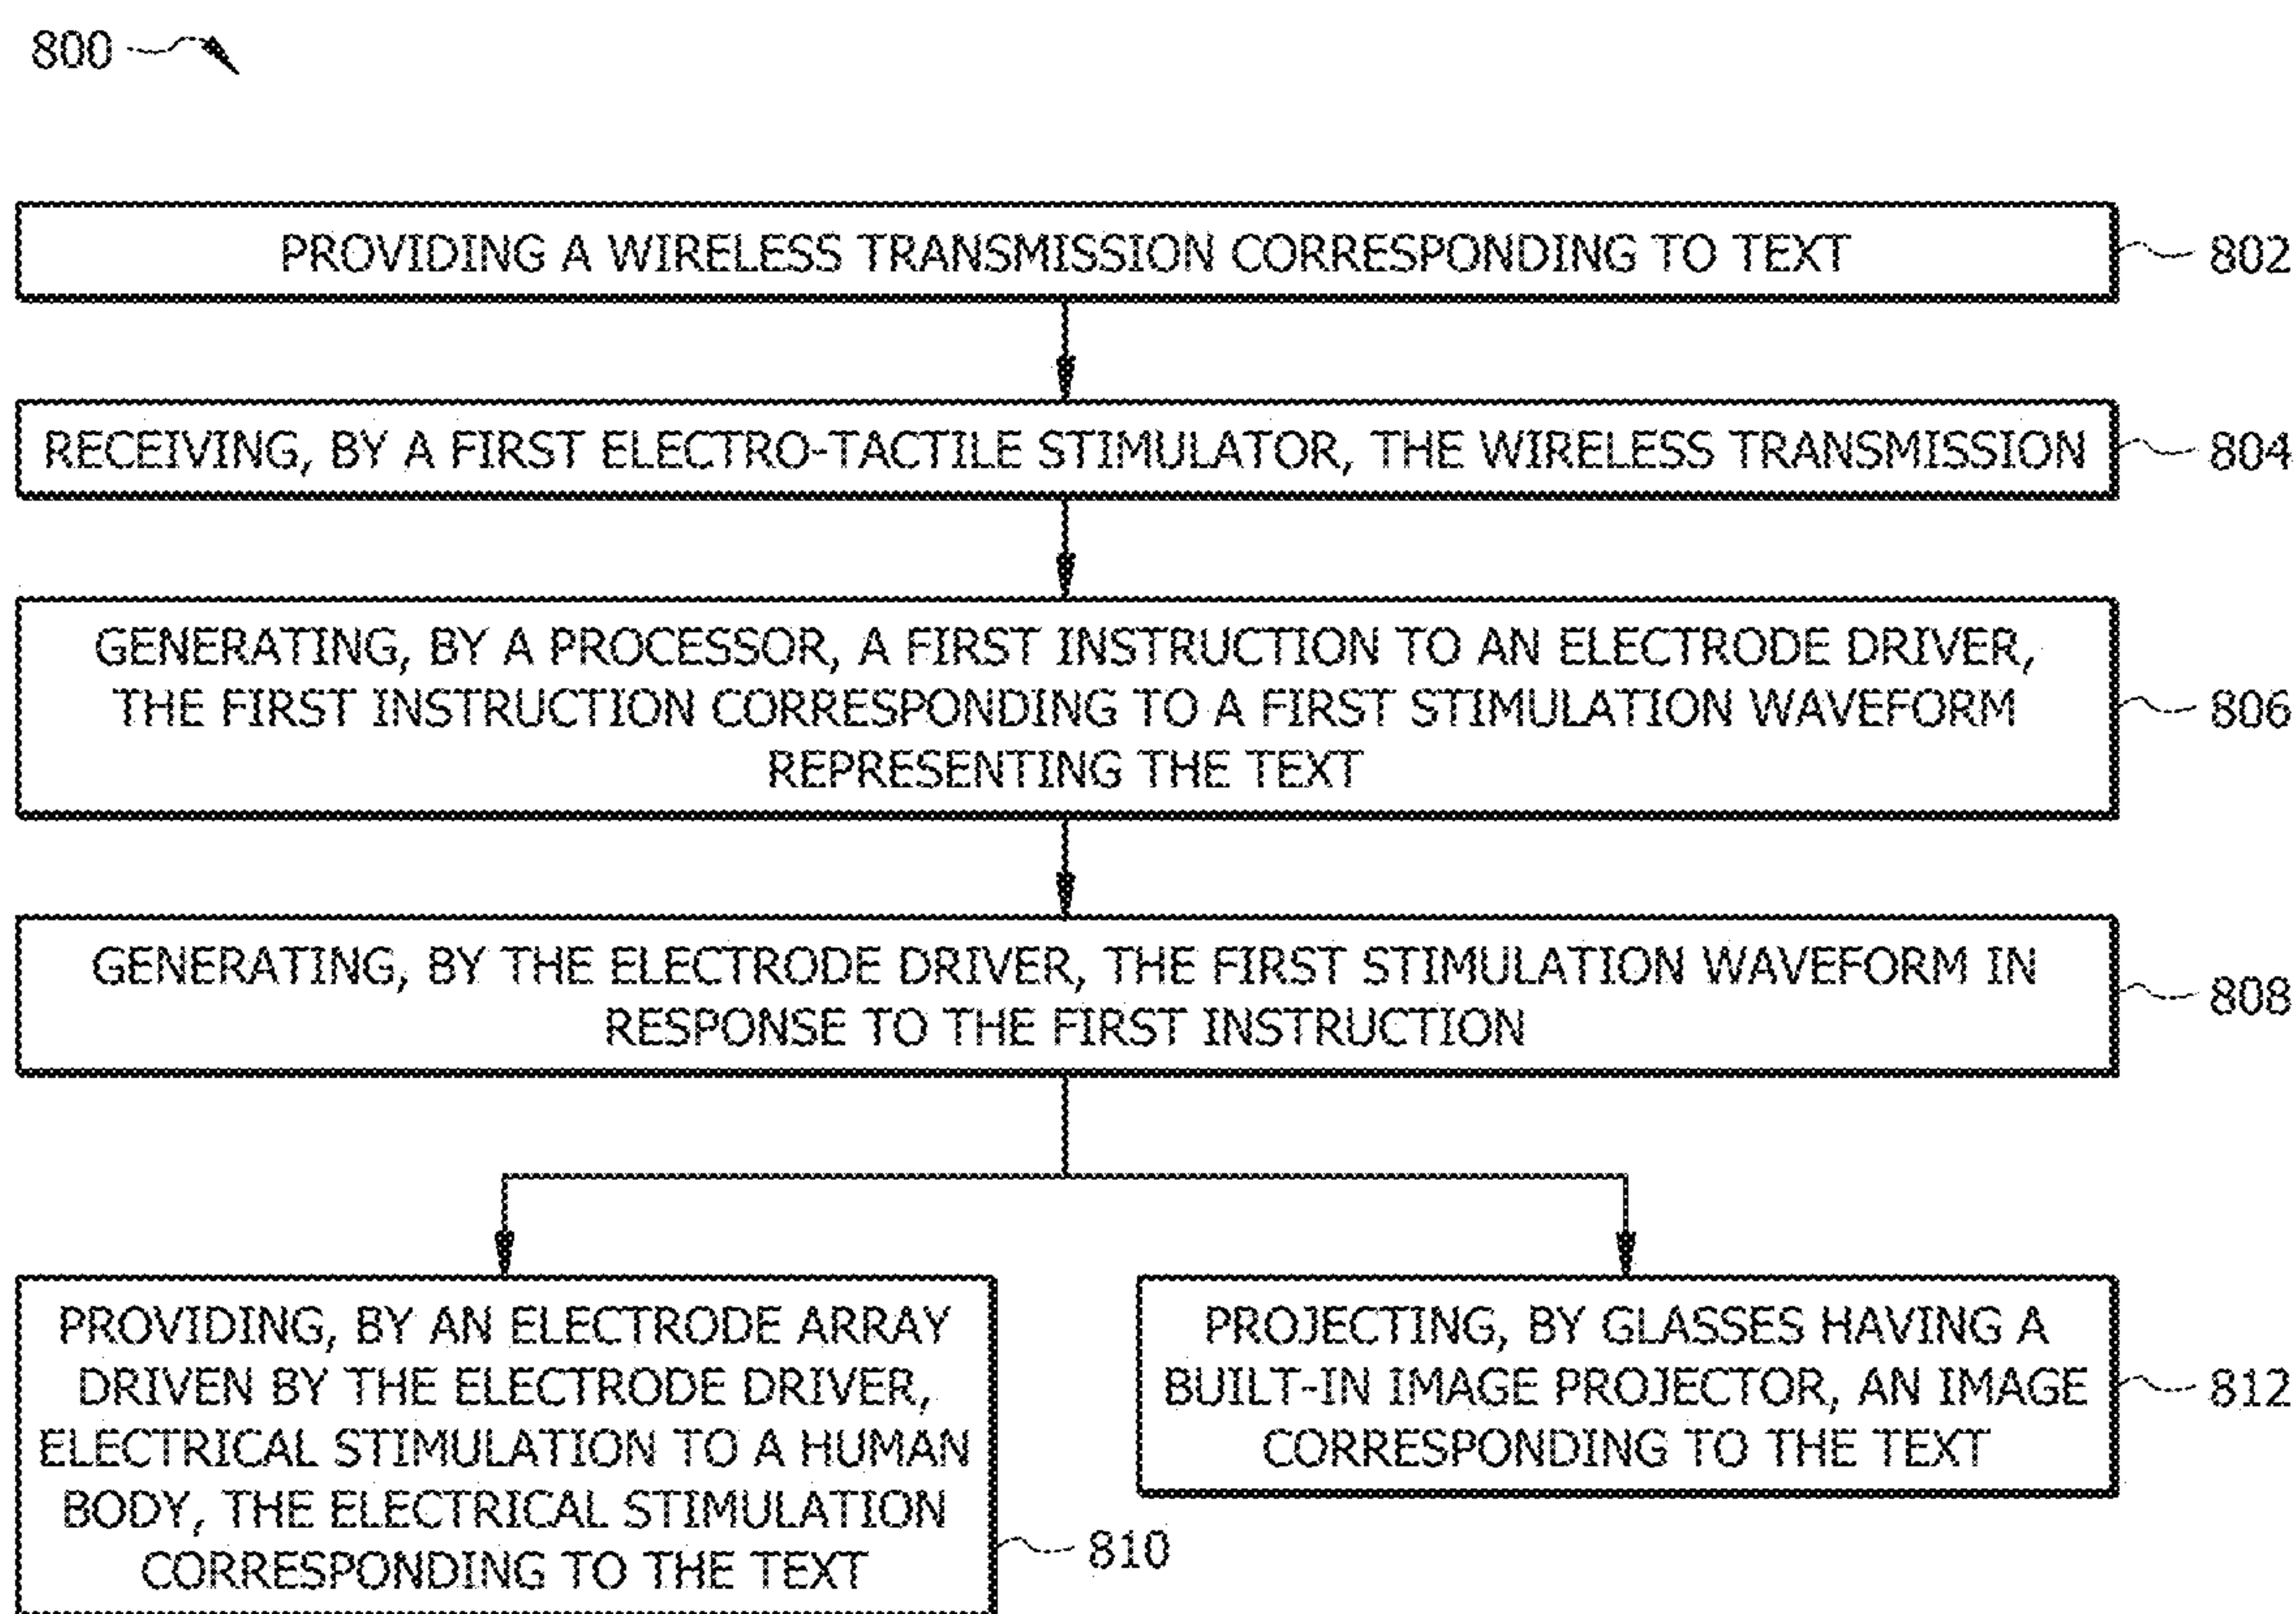 800
PROVIDING A WIRELESS TRANSMISSION CORRESPONDING TO TEXT
802
RECEIVING, BY A FIRST ELECTRO-TACTILE STIMULATOR, THE WIRELESS TRANSMISSION
804
GENERATING, BY A PROCESSOR, A FIRST INSTRUCTION TO AN ELECTRODE DRIVER,
THE FIRST INSTRUCTION CORRESPONDING TO A FIRST STIMULATION WAVEFORM
REPRESENTING THE TEXT
806
GENERATING, BY THE ELECTRODE DRIVER, THE FIRST STIMULATION WAVEFORM IN
RESPONSE TO THE FIRST INSTRUCTION
808
PROVIDING, BY AN ELECTRODE ARRAY
DRIVEN BY THE ELECTRODE DRIVER,
ELECTRICAL STIMULATION TO A HUMAN
BODY, THE ELECTRICAL STIMULATION
CORRESPONDING TO THE TEXT
810
PROJECTING, BY GLASSES HAVING A
BUILT-IN IMAGE PROJECTOR, AN IMAGE
CORRESPONDING TO THE TEXT
812